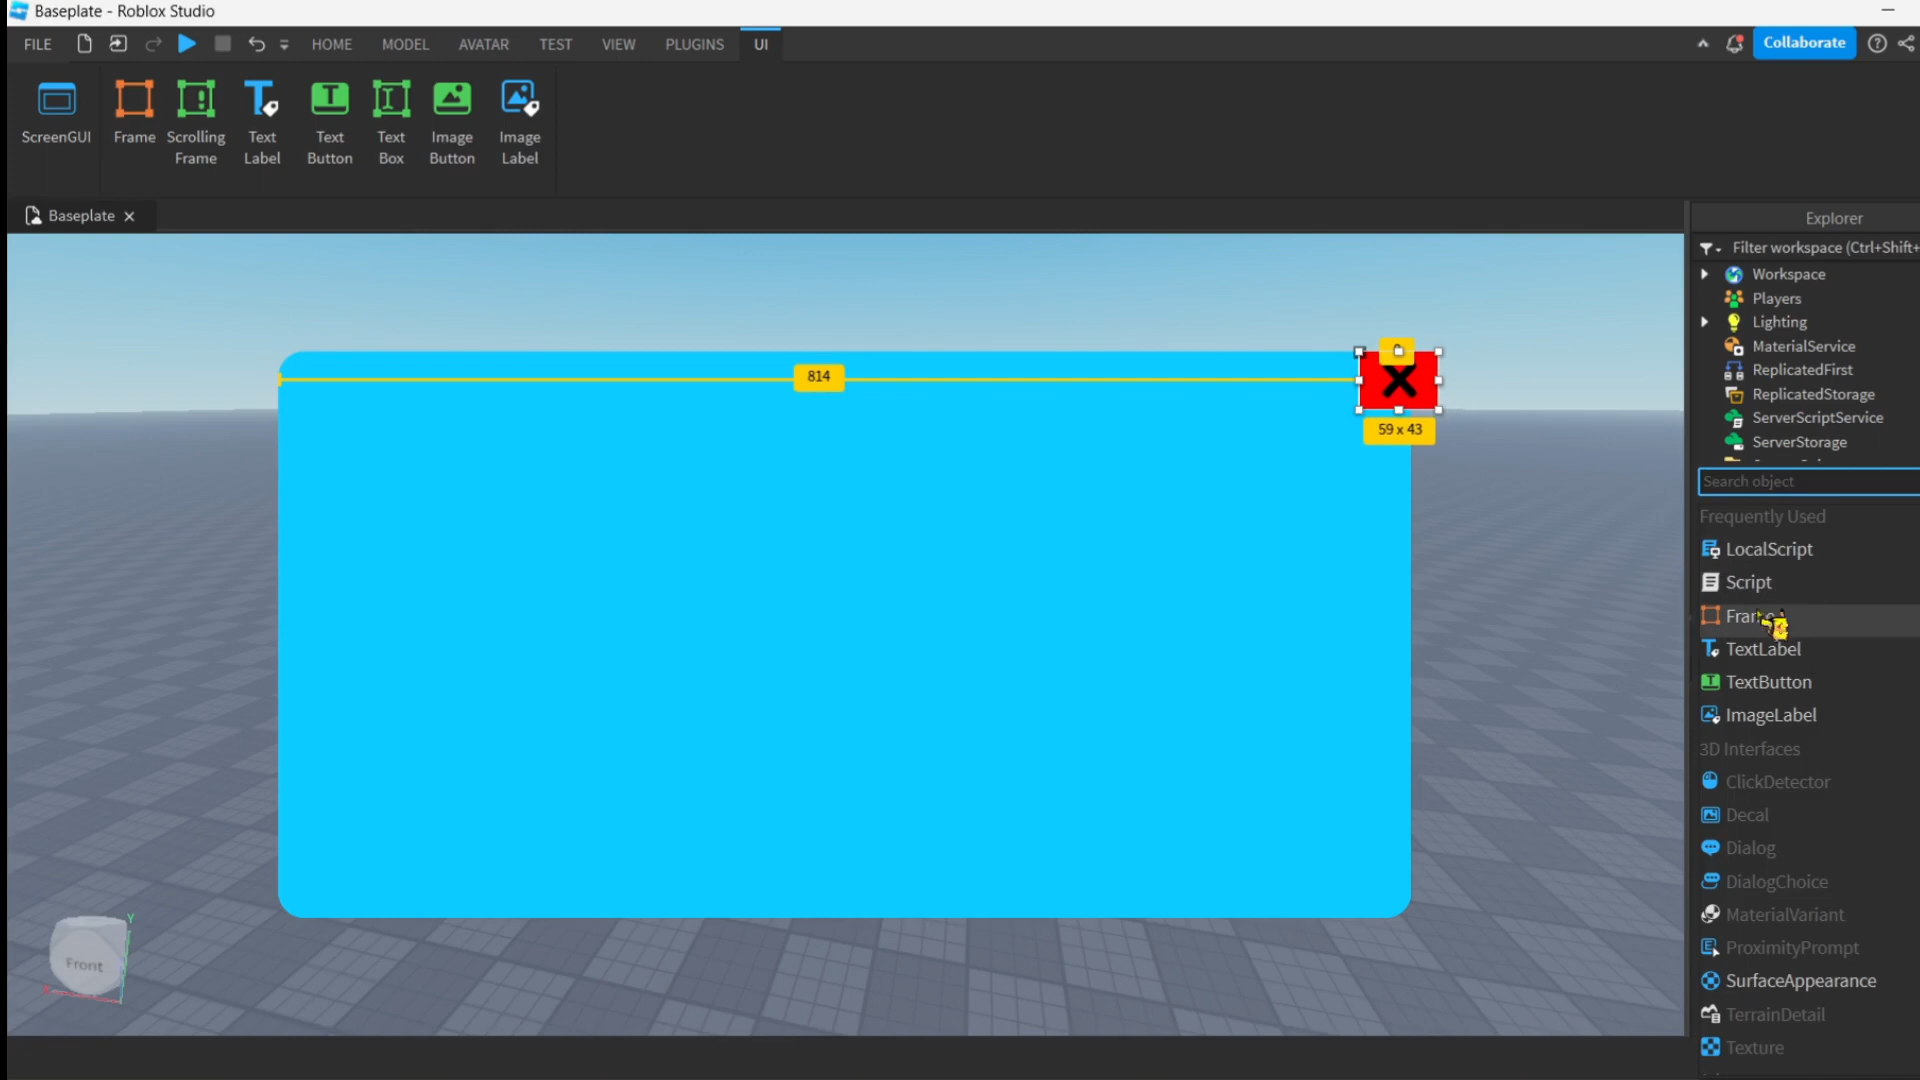 Baseplate - Roblox Studio
FILE HOME MODEL AVATAR TEST VIEW PLUGINS UI Collaborate
ScreenGUI
Frame
Scrolling
Frame
Text
Label
Text
Button
Text
Box
Image
Button
Image
Label
Baseplate
Explorer
Filter workspace (Ctrl+Shift+
Workspace
Players
Lighting
MaterialService
ReplicatedFirst
ReplicatedStorage
ServerScriptService
ServerStorage
814
59 x 43
Search object
Frequently Used
LocalScript
Script
TextLabel
TextButton
ImageLabel
3D Interfaces
ClickDetector
Decal
Dialog
DialogChoice
MaterialVariant
ProximityPrompt
SurfaceAppearance
TerrainDetail
Texture
Front
Y